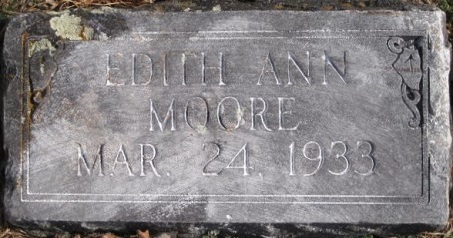 EDITH ANN
MOORE
MAR. 24, 1933